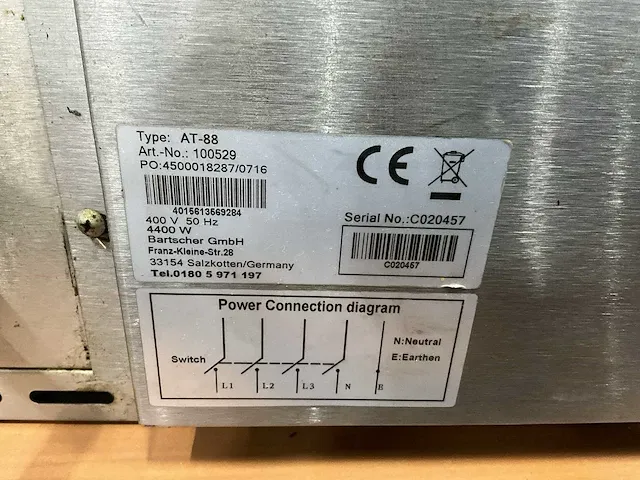 Type: AT-88
Art.-No.: 100529
PO:4500018287/0716
4016613669284
400 V 50 Hz
4400 W
Bartscher GmbH
Franz-Kleine-Str.28
33154 Salzkotten/Germany
Tel.0180 5 971 197
CE
Serial No.:C020457
C020457
Power Connection diagram
Switch
L1 L2 L3 N E
N:Neutral
E:Earthen